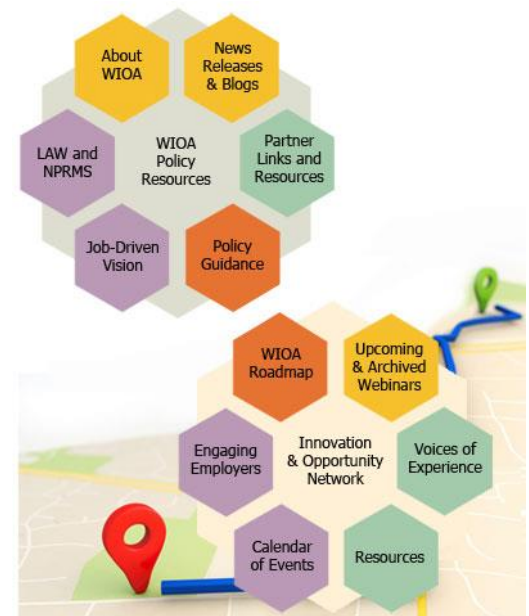 About
WIOA
News
Releases
& Blogs
LAW and
NPRMS
WIOA
Policy
Resources
Partner
Links and
Resources
Job-Driven
Vision
Policy
Guidance
WIOA
Roadmap
Upcoming
& Archived
Webinars
Engaging
Employers
Innovation
& Opportunity
Network
Voices of
Experience
Calendar
of Events
Resources